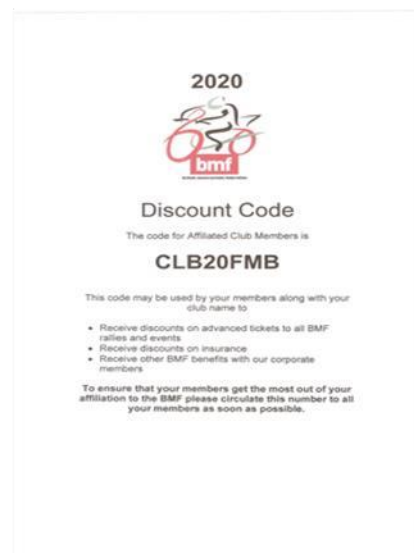 2020
bmf
Discount Code
The code for Affiliated Club Members is
CLB20FMB
This code may be used by your members along with your
club name to
• Receive discounts on advanced tickets to all BMF
rallies and events
• Receive discounts on insurance
• Receive other BMF benefits with our corporate
members
To ensure that your members get the most out of your
affiliation to the BMF please circulate this number to all
your members as soon as possible.